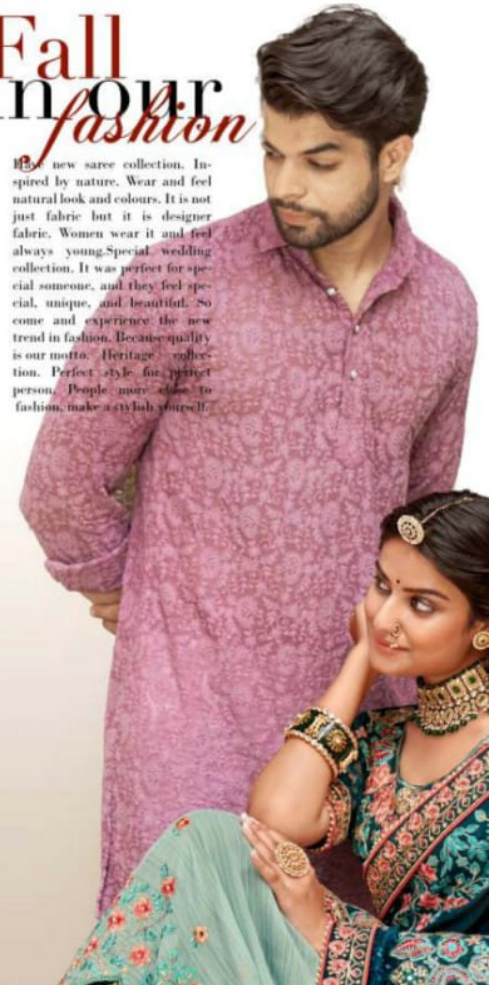 Fall
in our
fashion
Have new saree collection. In-
spired by nature. Wear and feel
natural look and colours. It is not
just fabric but it is designer
fabric. Women wear it and feel
always young.Special wedding
collection. It was perfect for spe-
cial someone, and they feel spe-
cial, unique, and beautiful. So
come and experience the new
trend in fashion. Because quality
is our motto. Heritage collec-
tion. Perfect style for perfect
person. People more close to
fashion, make a stylish yourself.